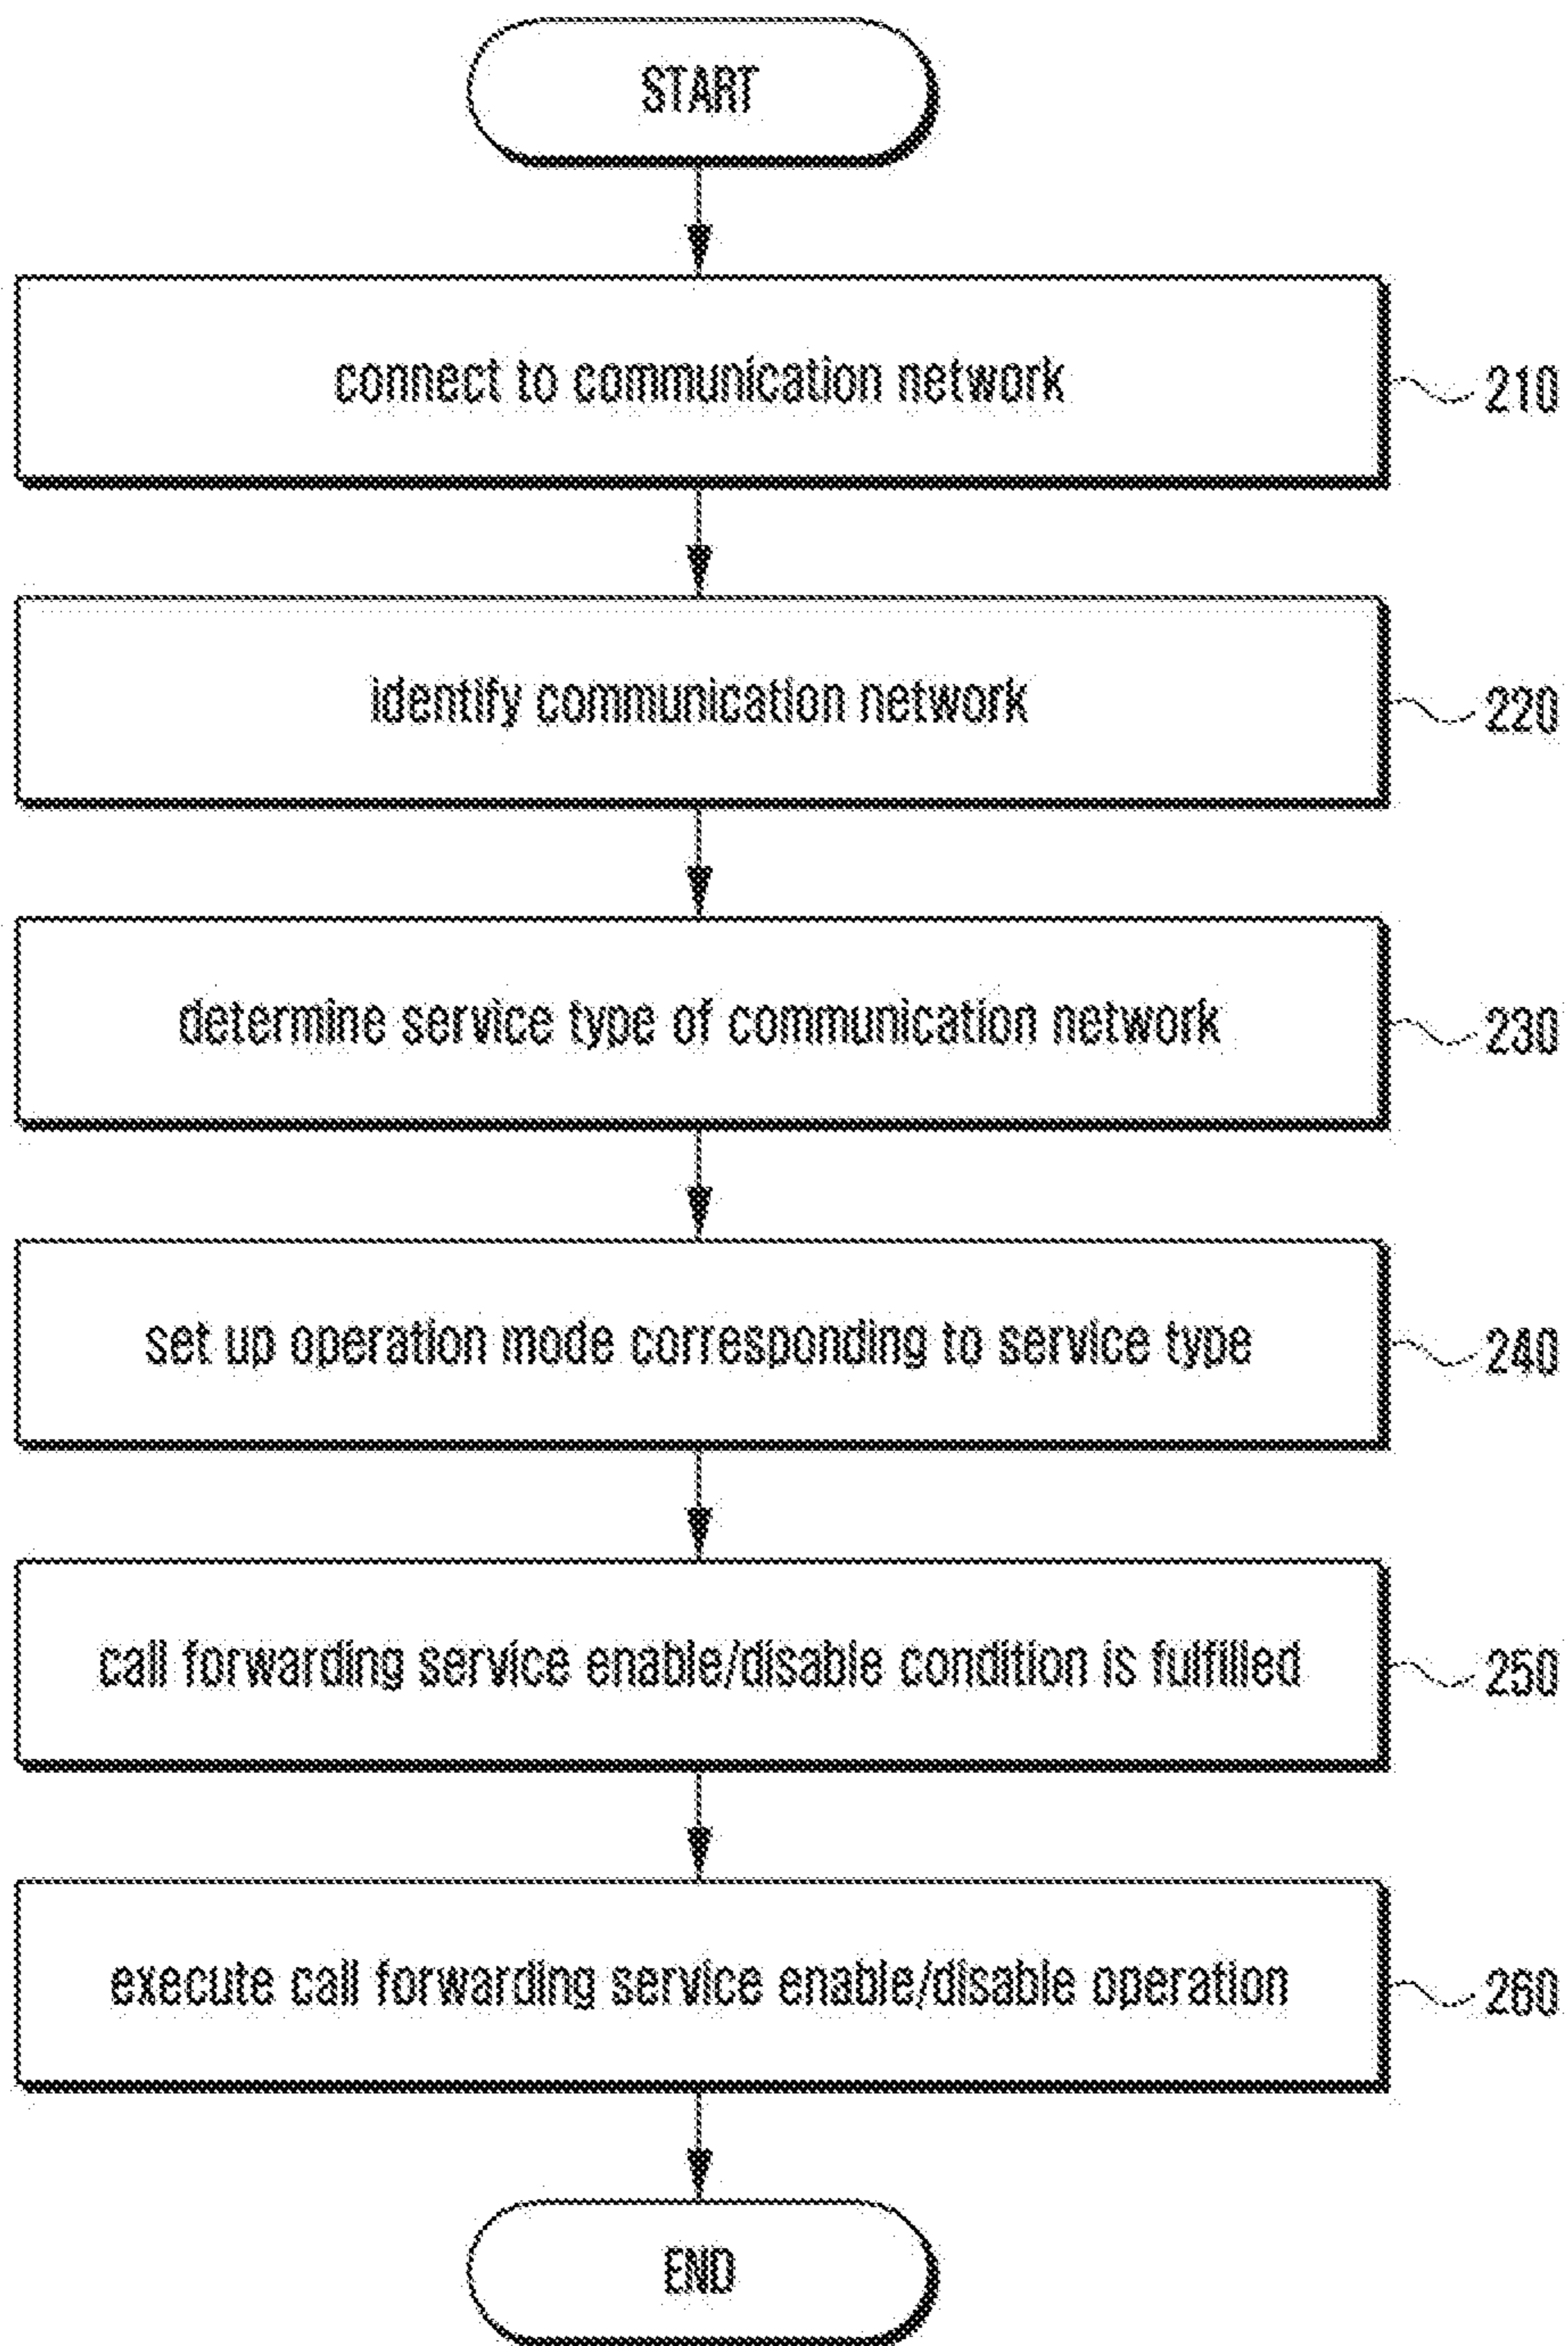 START
connect to communication network
210
identify communication network
220
determine service type of communication network
230
set up operation mode corresponding to service type
240
call forwarding service enable/disable condition is fulfilled
250
execute call forwarding service enable/disable operation
260
END